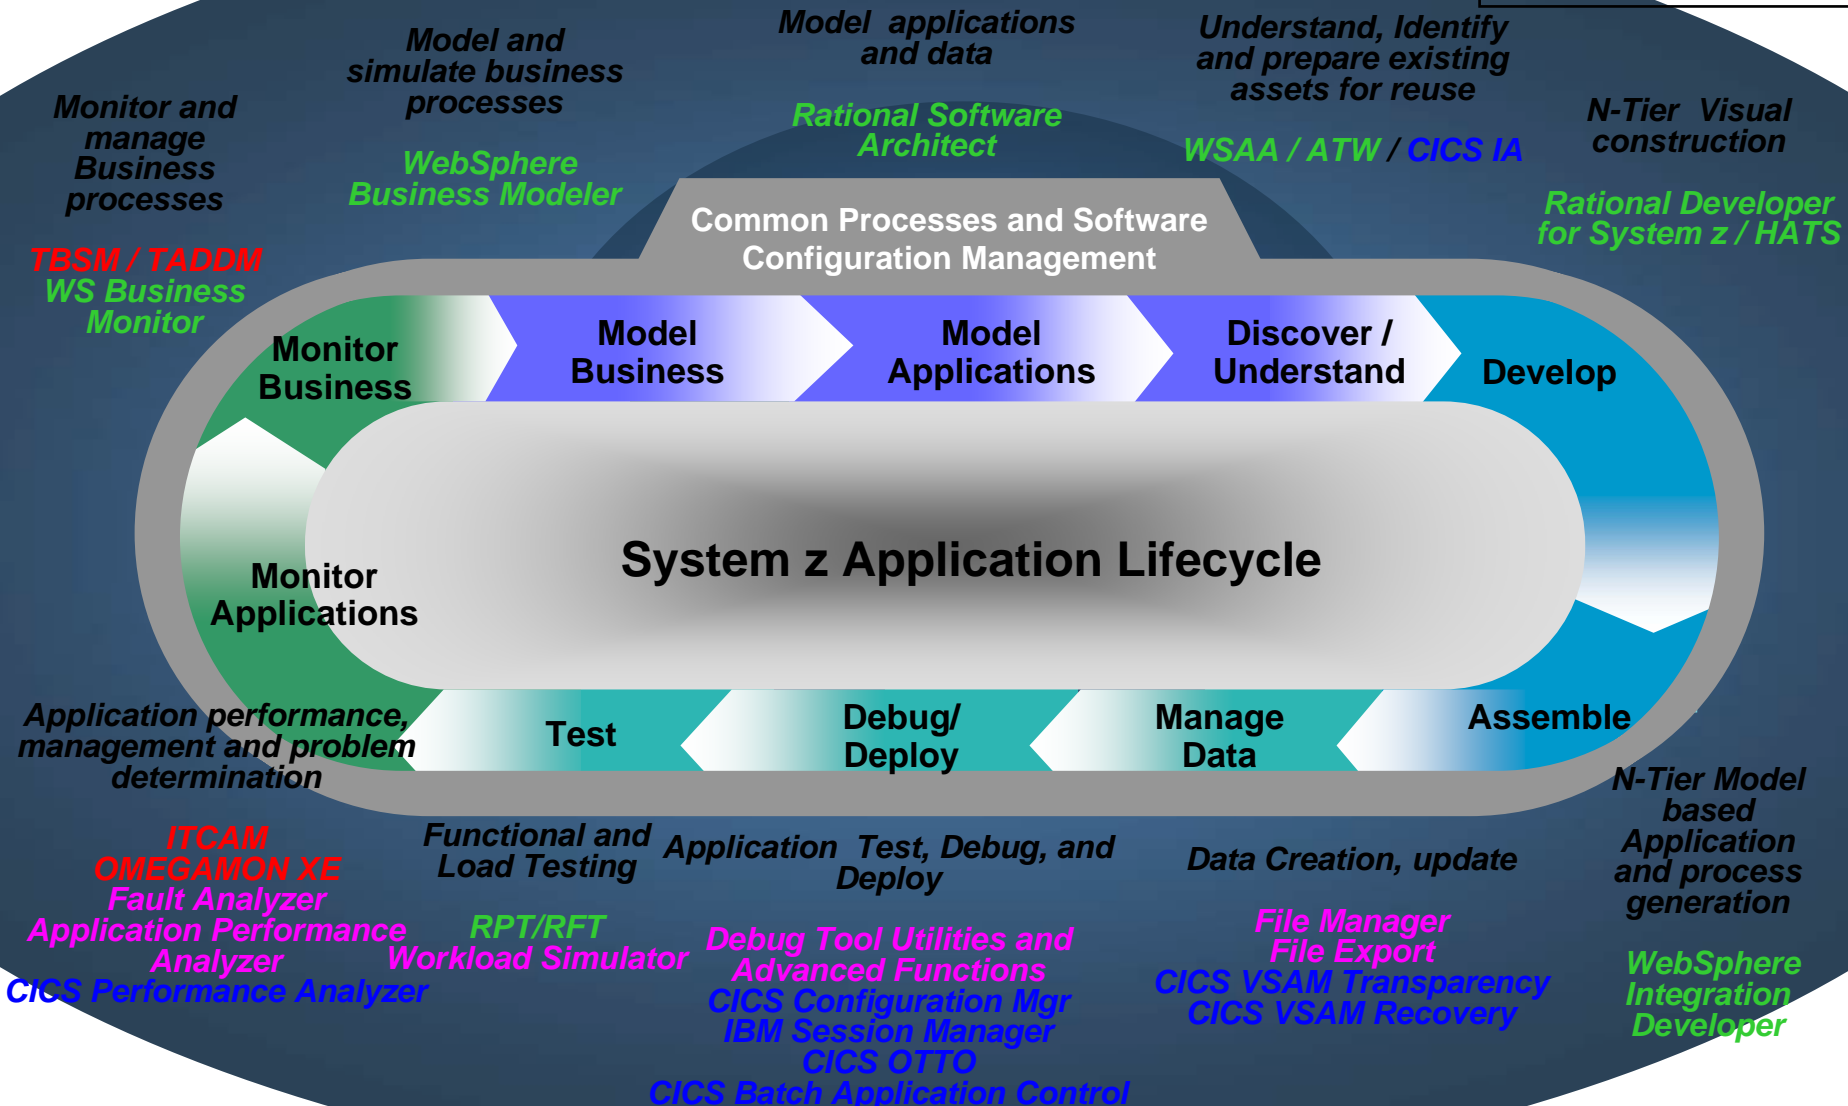 Monitor and
manage
Business
processes
TBSM / TADDM
WS Business
Monitor
Model and
simulate business
processes
WebSphere
Business Modeler
Model applications
and data
Rational Software
Architect
Understand, Identify
and prepare existing
assets for reuse
WSAA / ATW / CICS IA
N-Tier Visual
construction
Rational Developer
for System z / HATS
Common Processes and Software
Configuration Management
Monitor
Business
Model
Business
Model
Applications
Discover /
Understand
Develop
System z Application Lifecycle
Monitor
Applications
Test
Debug/
Deploy
Manage
Data
Assemble
Application performance,
management and problem
determination
ITCAM
OMEGAMON XE
Fault Analyzer
Application Performance
Analyzer
CICS Performance Analyzer
Functional and
Load Testing
RPT/RFT
Workload Simulator
Application Test, Debug, and
Deploy
Debug Tool Utilities and
Advanced Functions
CICS Configuration Mgr
IBM Session Manager
CICS OTTO
CICS Batch Application Control
Data Creation, update
File Manager
File Export
CICS VSAM Transparency
CICS VSAM Recovery
N-Tier Model
based
Application
and process
generation
WebSphere
Integration
Developer